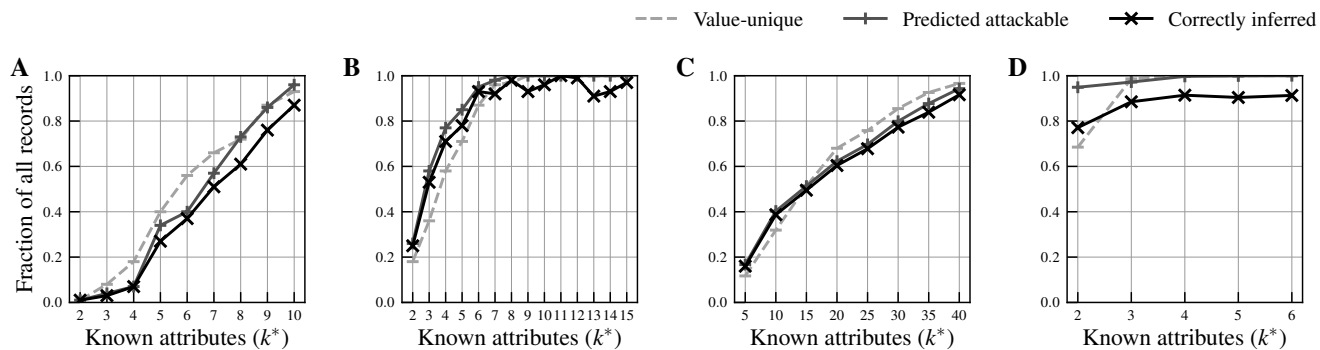 Value-unique Predicted attackable Correctly inferred
A B C D
Fraction of all records
1.0
0.8
0.6
0.4
0.2
0.0
2 3 4 5 6 7 8 9 10
Known attributes (k*)
1.0
0.8
0.6
0.4
0.2
0.0
2 3 4 5 6 7 8 9 10 11 12 13 14 15
Known attributes (k*)
1.0
0.8
0.6
0.4
0.2
0.0
5 10 15 20 25 30 35 40
Known attributes (k*)
1.0
0.8
0.6
0.4
0.2
0.0
2 3 4 5 6
Known attributes (k*)